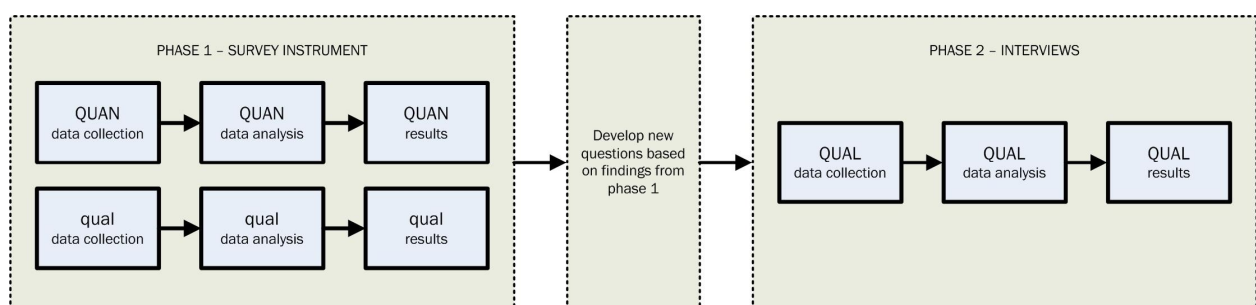 PHASE 1 – SURVEY INSTRUMENT
QUAN
data collection
QUAN
data analysis
QUAN
results
qual
data collection
qual
data analysis
qual
results
Develop new
questions based
on findings from
phase 1
PHASE 2 – INTERVIEWS
QUAL
data collection
QUAL
data analysis
QUAL
results